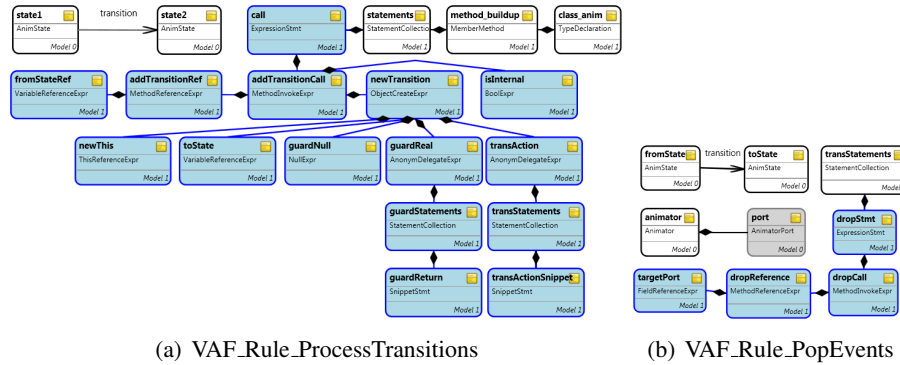 state1
AnimState
Model 0
transition
state2
AnimState
Model 0
call
ExpressionStmt
Model 1
statements
StatementCollectio
Model 1
method_buildup
MemberMethod
Model 1
class_anim
TypeDeclaration
Model 1
fromStateRef
VariableReferenceExpr
Model 1
addTransitionRef
MethodReferenceExpr
Model 1
addTransitionCall
MethodInvokeExpr
Model 1
newTransition
ObjectCreateExpr
Model 1
isInternal
BoolExpr
Model 1
newThis
ThisReferenceExpr
Model 1
toState
VariableReferenceExpr
Model 1
guardNull
NullExpr
Model 1
guardReal
AnonymDelegateExpr
Model 1
transAction
AnonymDelegateExpr
Model 1
guardStatements
StatementCollection
Model 1
transStatements
StatementCollection
Model 1
guardReturn
SnippetStmt
Model 1
transActionSnippet
SnippetStmt
Model 1
(a) VAF_Rule_ProcessTransitions
fromState
AnimState
Model 0
transition
toState
AnimState
Model 0
transStatements
StatementCollection
Model 1
animator
Animator
Model 0
port
AnimatorPort
Model 0
dropStmt
ExpressionStmt
Model 1
targetPort
FieldReferenceExpr
Model 1
dropReference
MethodReferenceExpr
Model 1
dropCall
MethodInvokeExpr
Model 1
(b) VAF_Rule_PopEvents